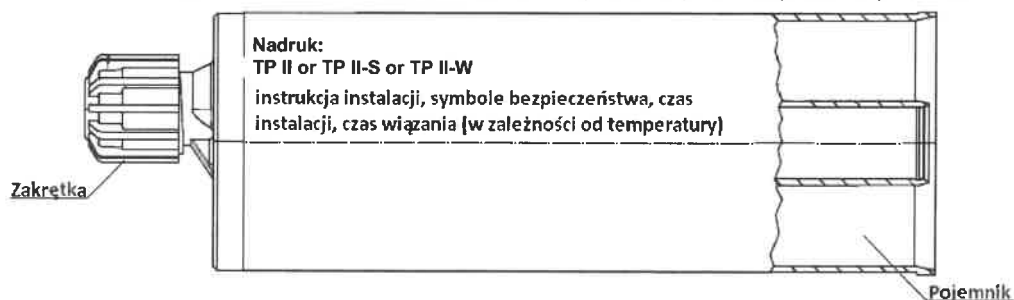 Nadruk:
TP II or TP II-S or TP II-W
instrukcja instalacji, symbole bezpieczeństwa, czas
instalacji, czas wiązania (w zależności od temperatury)
Zakrętka
Pojemnik